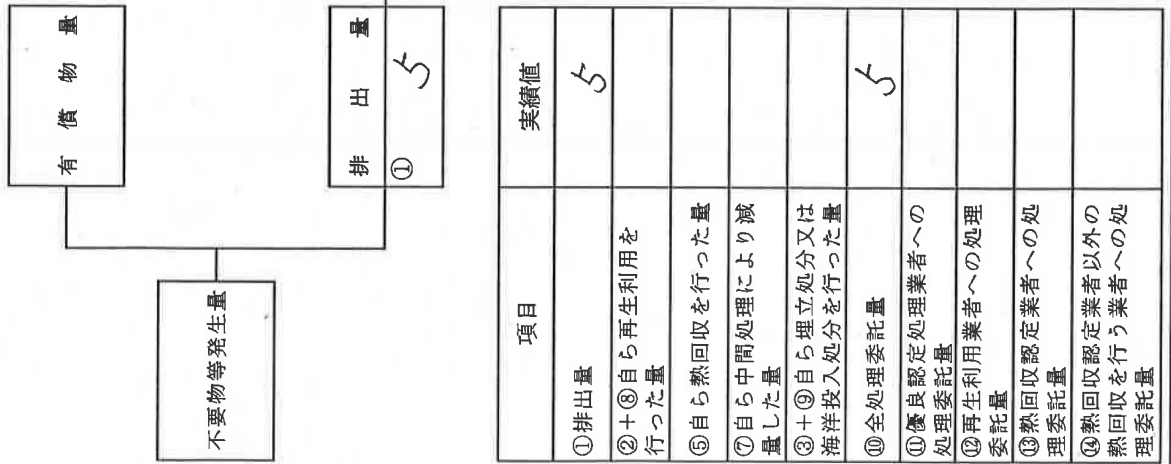 有償物量
不要物等発生量
排出量
①
5
項目
実績値
①排出量
5
②+⑧自ら再生利用を
行った量
⑤自ら熱回収を行った量
⑦自ら中間処理により減
量した量
③+⑨自ら埋立処分又は
海洋投入処分を行った量
⑩全処理委託量
5
⑪優良認定処理業者への
処理委託量
⑫再生利用業者への処理
委託量
⑬熱回収認定業者への処
理委託量
⑭熱回収認定業者以外の
熱回収を行う業者への処
理委託量